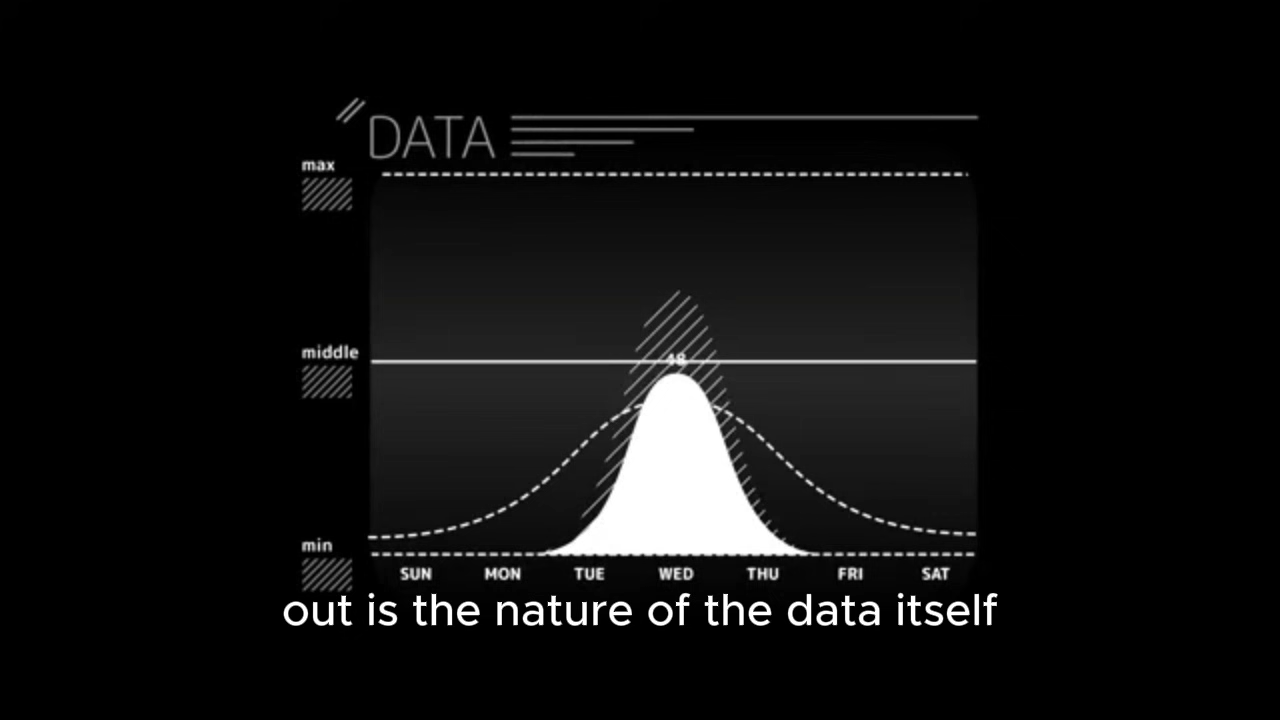 DATA
max
middle
48
min
SUN MON TUE WED THU FRI SAT
out is the nature of the data itself